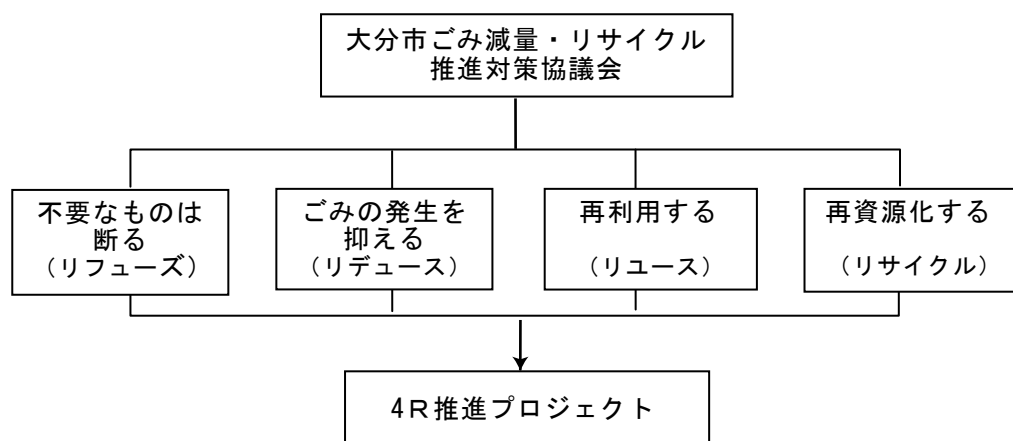 大分市ごみ減量・リサイクル
推進対策協議会
不要なものは
断る
（リフューズ）
ごみの発生を
抑える
（リデュース）
再利用する
（リユース）
再資源化する
（リサイクル）
4Ｒ推進プロジェクト